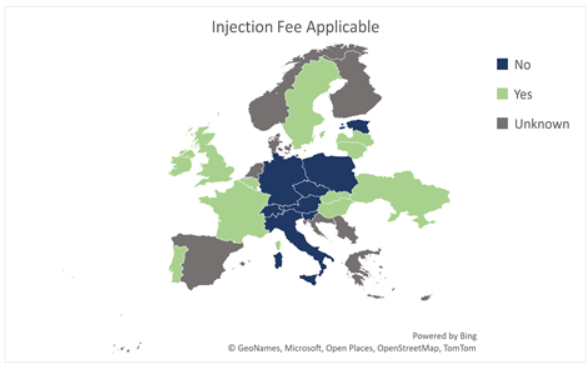 Injection Fee Applicable
No
Yes
Unknown
Powered by Bing
© GeoNames, Microsoft, Open Places, OpenStreetMap, TomTom